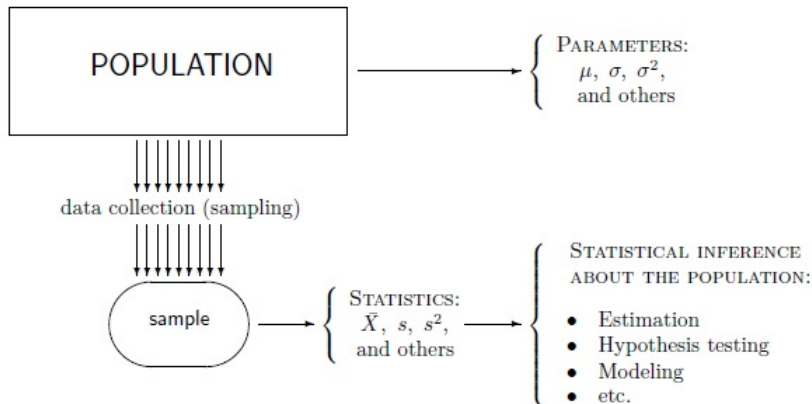 POPULATION
PARAMETERS:
μ, σ, σ²,
and others
data collection (sampling)
sample
STATISTICS:
X̄, s, s²,
and others
STATISTICAL INFERENCE
ABOUT THE POPULATION:
• Estimation
• Hypothesis testing
• Modeling
• etc.